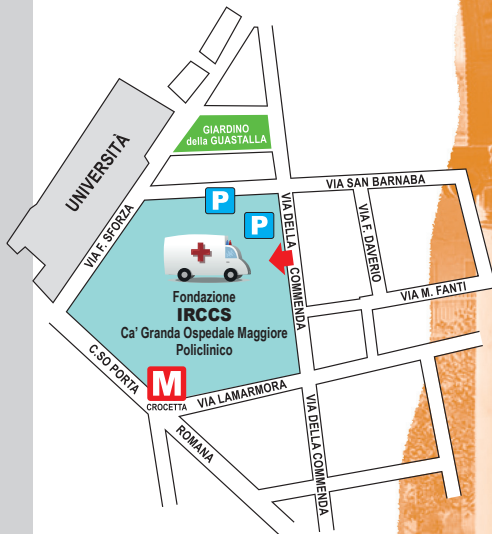 GIARDINO
della GUASTALLA
UNIVERSITÀ
VIA SAN BARNABA
P
P
VIA DELLA
COMMENDA
VIA F. DAVERIO
VIA F. SFORZA
VIA M. FANTI
Fondazione
IRCCS
Ca' Granda Ospedale Maggiore
Policlinico
C.SO PORTA
ROMANA
M
CROCETTA
VIA LAMARMORA
VIA DELLA COMMENDA